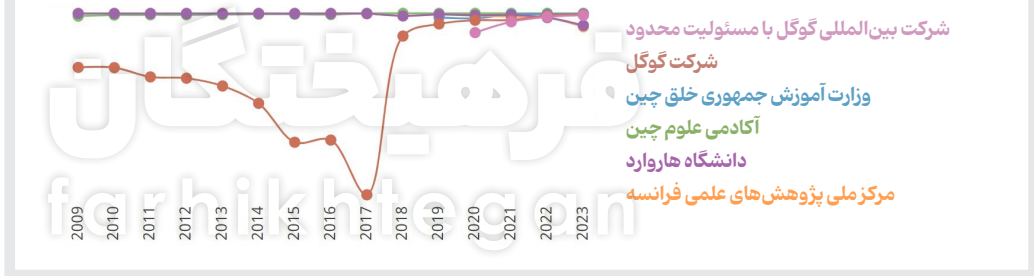 شرکت بین‌المللی گوگل با مسئولیت محدود
شرکت گوگل
وزارت آموزش جمهوری خلق چین
آکادمی علوم چین
دانشگاه هاروارد
مرکز ملی پژوهش‌های علمی فرانسه
فرهیختگان
farhikhtegan
2009 2010 2011 2012 2013 2014 2015 2016 2017 2018 2019 2020 2021 2022 2023